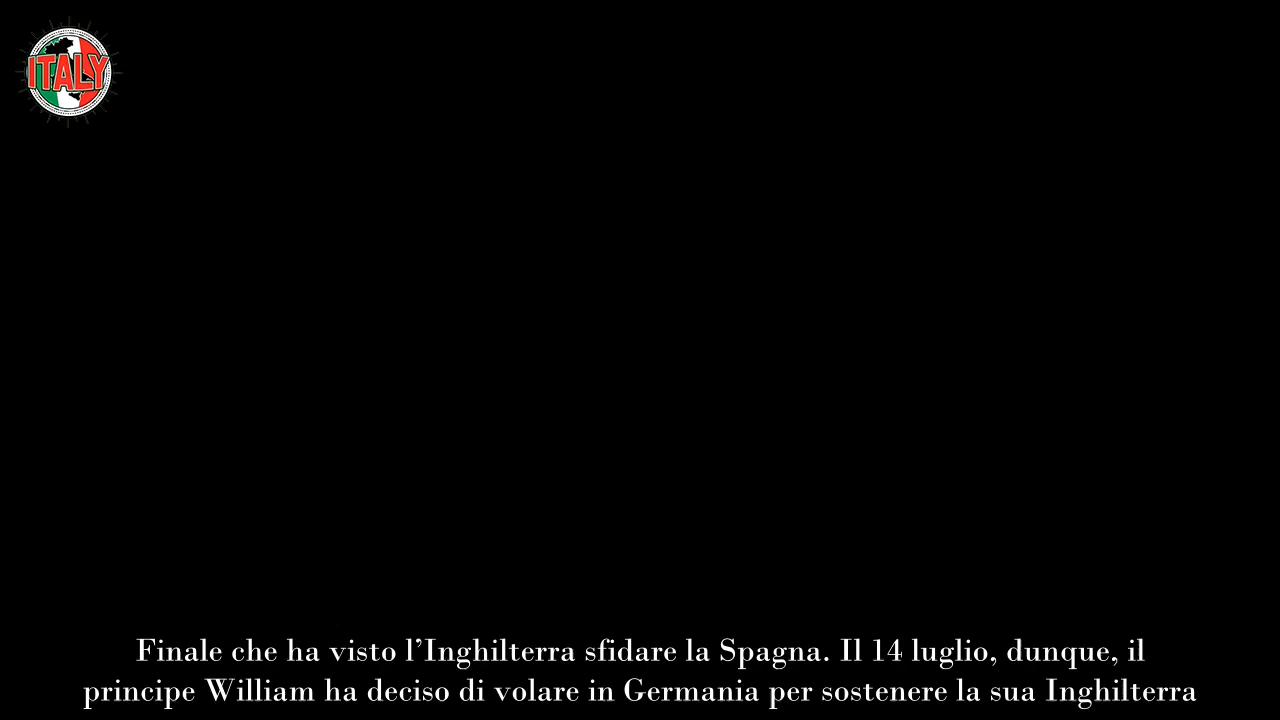 ITALY
Finale che ha visto l’Inghilterra sfidare la Spagna. Il 14 luglio, dunque, il
principe William ha deciso di volare in Germania per sostenere la sua Inghilterra